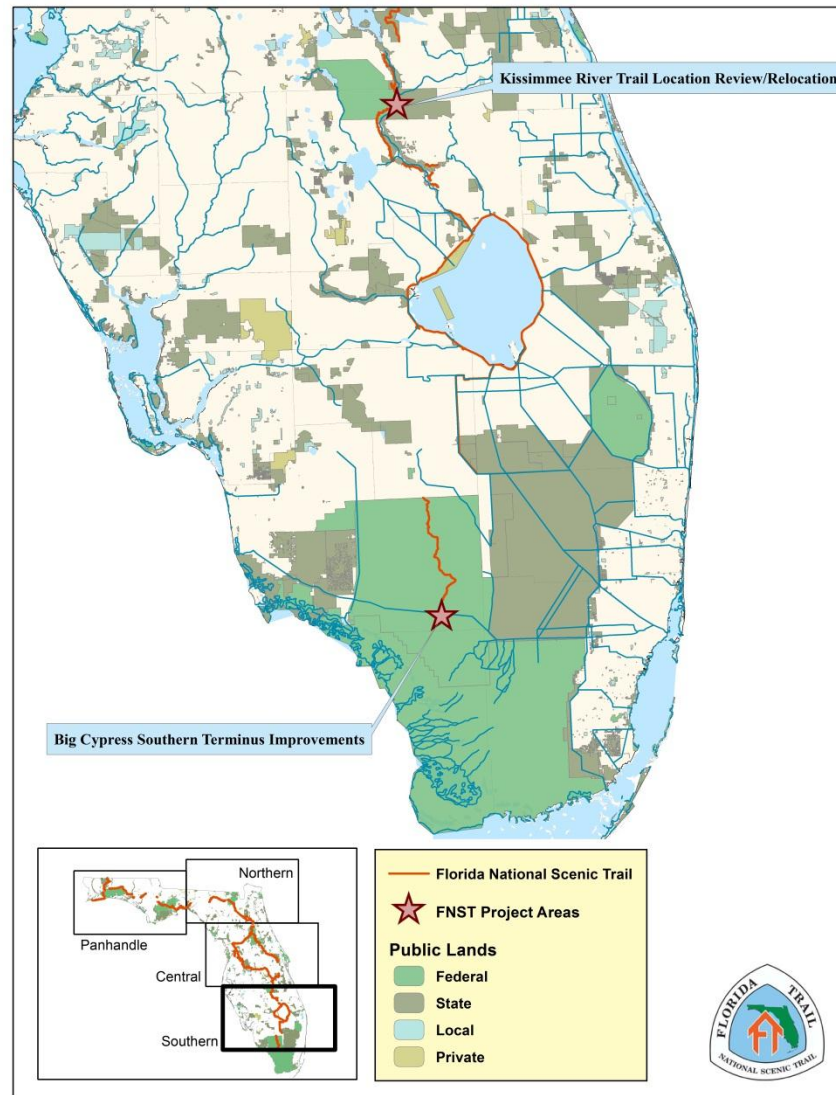 Kissimmee River Trail Location Review/Relocation
Big Cypress Southern Terminus Improvements
Northern
Panhandle
Central
Southern
Florida National Scenic Trail
FNST Project Areas
Public Lands
Federal
State
Local
Private
FLORIDA TRAIL
FT
NATIONAL SCENIC TRAIL